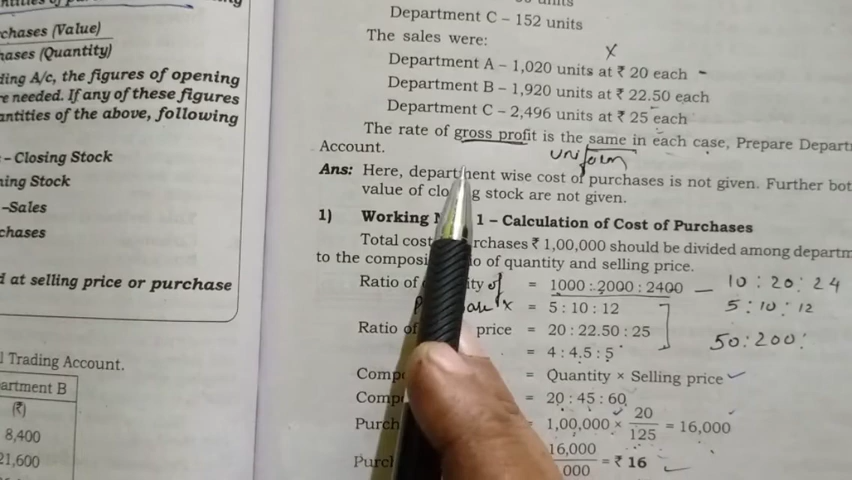 chases (Value)
hases (Quantity)
ding A/c, the figures of opening
re needed. If any of these figures
antities of the above, following
– Closing Stock
ning Stock
–Sales
chases
d at selling price or purchase
l Trading Account.
artment B
(₹)
8,400
21,600
Department C – 152 units
The sales were:
x
Department A – 1,020 units at ₹ 20 each -
Department B – 1,920 units at ₹ 22.50 each
Department C – 2,496 units at ₹ 25 each
The rate of gross profit is the same in each case, Prepare Depart
Account.
uniform
Ans: Here, department wise cost of purchases is not given. Further bot
value of clo g stock are not given.
1) Working N 1 – Calculation of Cost of Purchases
Total cost rchases ₹ 1,00,000 should be divided among departm
to the composi o of quantity and selling price.
Ratio of ity of = 1000 : 2000 : 2400 — 10 : 20 : 24
x = 5 : 10 : 12 5 : 10 : 12
Ratio of price = 20 : 22.50 : 25 50 : 200 :
= 4 : 4.5 : 5
Comp = Quantity × Selling price
Comp = 20 : 45 : 60
Purch = 1,00,000 × 20/125 = 16,000
Purcl 16,000/000 = ₹ 16